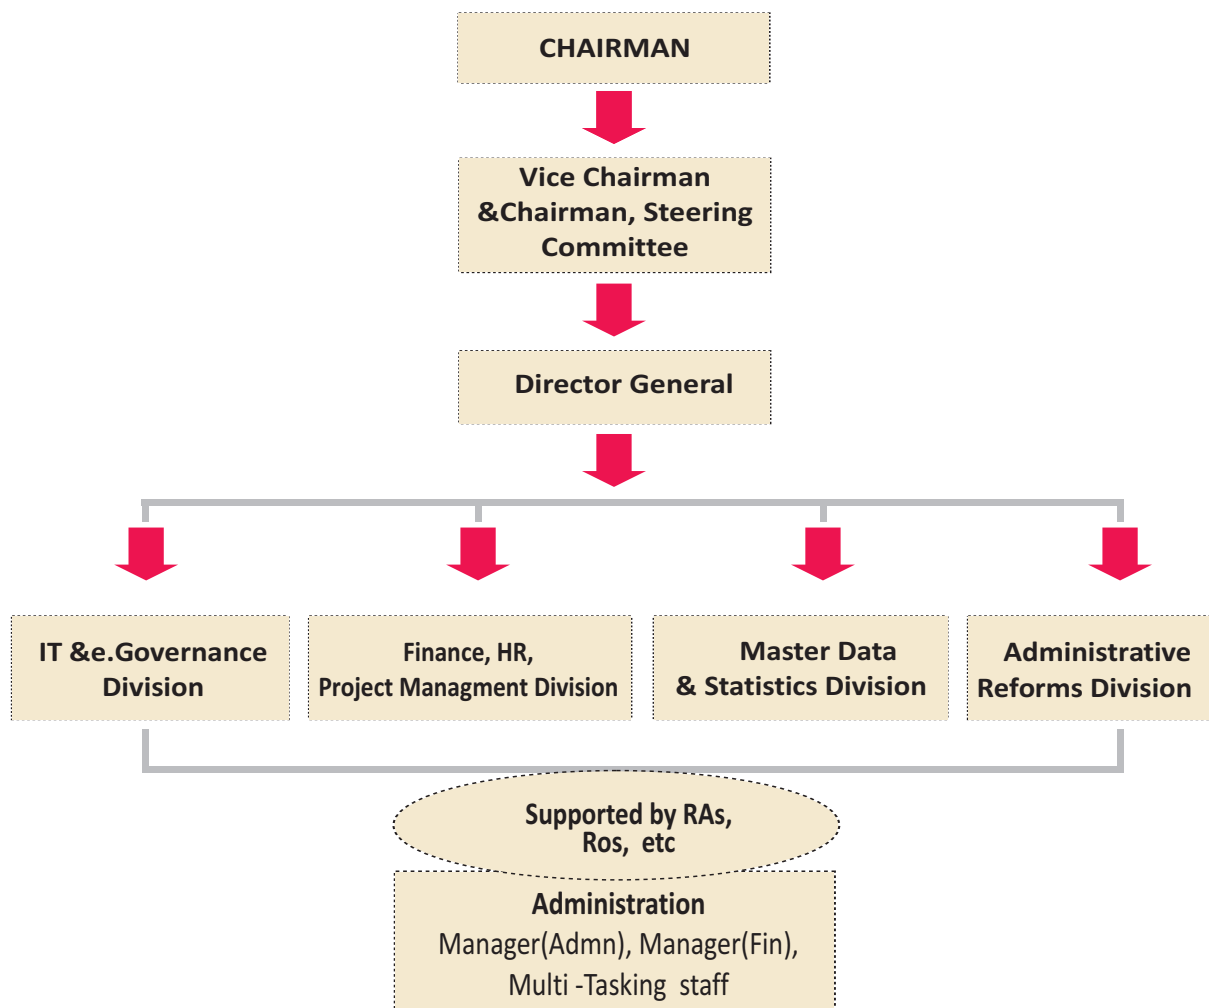 CHAIRMAN
Vice Chairman
&Chairman, Steering
Committee
Director General
IT &e.Governance
Division
Finance, HR,
Project Managment Division
Master Data
& Statistics Division
Administrative
Reforms Division
Supported by RAs,
Ros, etc
Administration
Manager(Admn), Manager(Fin),
Multi -Tasking staff